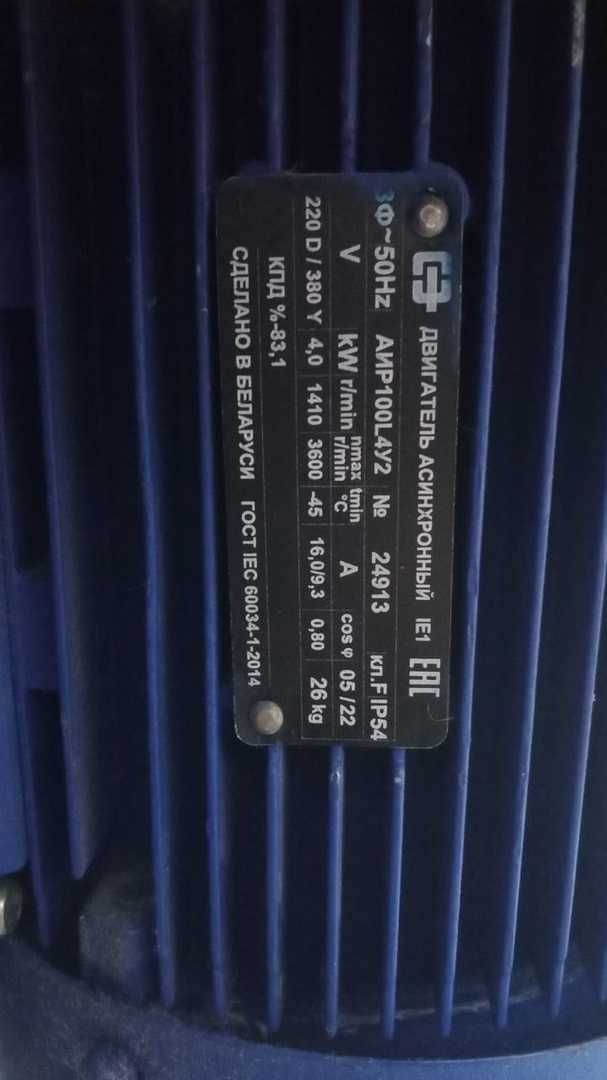 ДВИГАТЕЛЬ АСИНХРОННЫЙ IE1 EAC
3Ф~50Hz АИР100L4У2 № 24913 кл.F IP54
V kW r/min nmax r/min tmin °C A cos φ 05/22
220 D / 380 Y 4,0 1410 3600 -45 16,0/9,3 0,80 26 kg
КПД %-83,1
СДЕЛАНО В БЕЛАРУСИ ГОСТ IEC 60034-1-2014